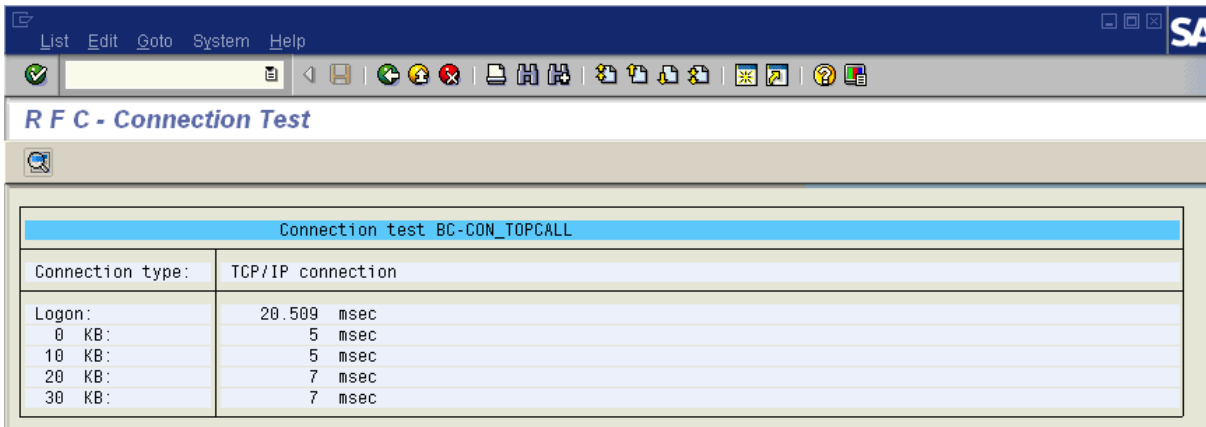 List Edit Goto System Help
SA
R F C - Connection Test
Connection test BC-CON_TOPCALL
Connection type: TCP/IP connection
Logon: 20.509 msec
0 KB: 5 msec
10 KB: 5 msec
20 KB: 7 msec
30 KB: 7 msec